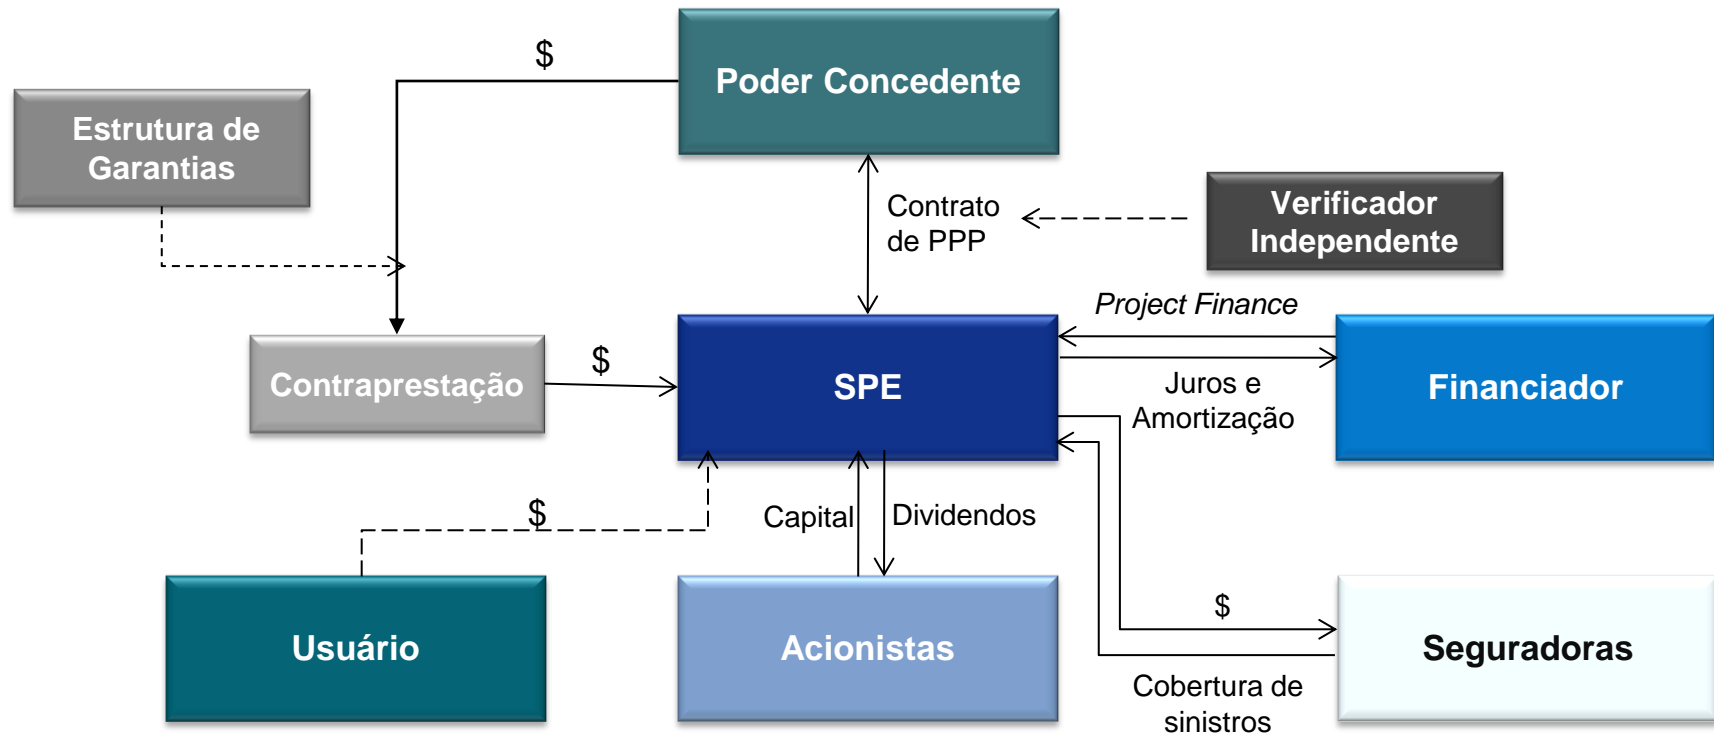 $
Poder Concedente
Estrutura de
Garantias
Contrato
de PPP
Verificador
Independente
Project Finance
Contraprestação
$
SPE
Juros e
Amortização
Financiador
$
Capital
Dividendos
$
Usuário
Acionistas
Seguradoras
Cobertura de
sinistros